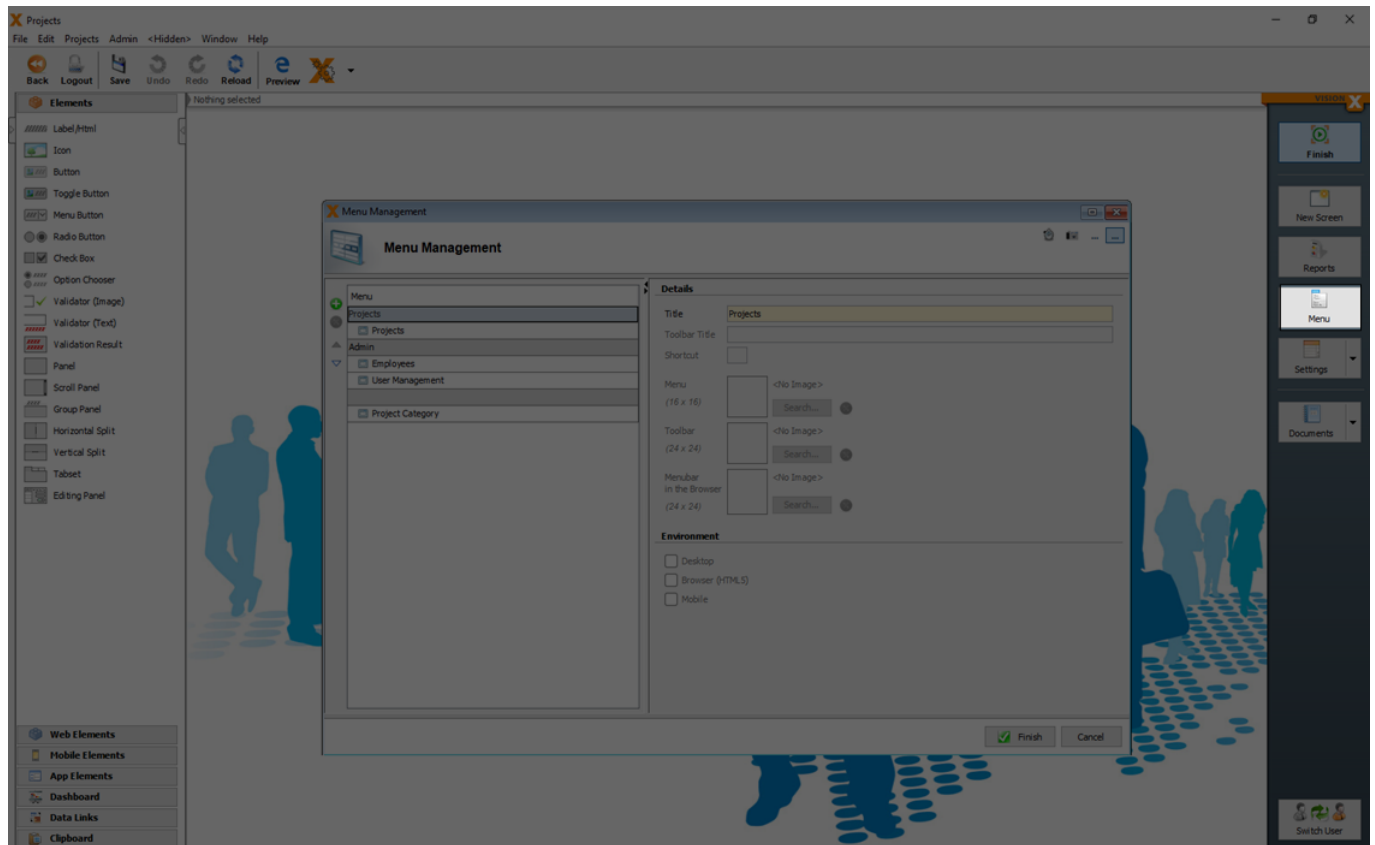 Projects
File Edit Projects Admin <Hidden> Window Help
Back Logout Save Undo Redo Reload Preview
Elements
Nothing selected
VISION X
Label/Html
Icon
Button
Toggle Button
Menu Button
Radio Button
Check Box
Option Chooser
Validator (Image)
Validator (Text)
Validation Result
Panel
Scroll Panel
Group Panel
Horizontal Split
Vertical Split
Tabset
Editing Panel
Web Elements
Mobile Elements
App Elements
Dashboard
Data Links
Clipboard
Menu Management
Menu Management
Menu
Projects
Projects
Admin
Employees
User Management
Project Category
Details
Title Projects
Toolbar Title
Shortcut
Menu <No Image>
(16 x 16) Search...
Toolbar <No Image>
(24 x 24) Search...
Menubar <No Image>
in the Browser
(24 x 24) Search...
Environment
Desktop
Browser (HTML5)
Mobile
Finish Cancel
Finish
New Screen
Reports
Menu
Settings
Documents
Switch User